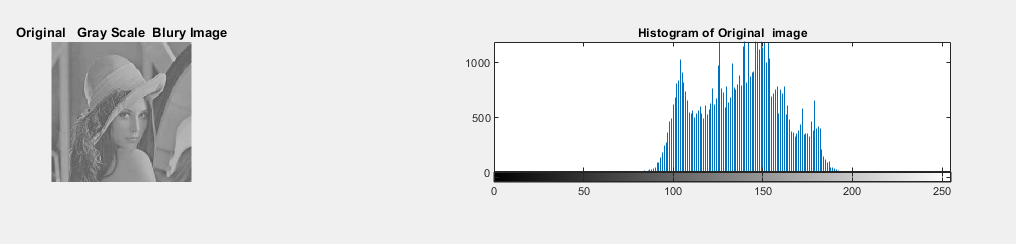 Original   Gray Scale  Blury Image
Histogram of Original  image
1000
500
0
0 50 100 150 200 250